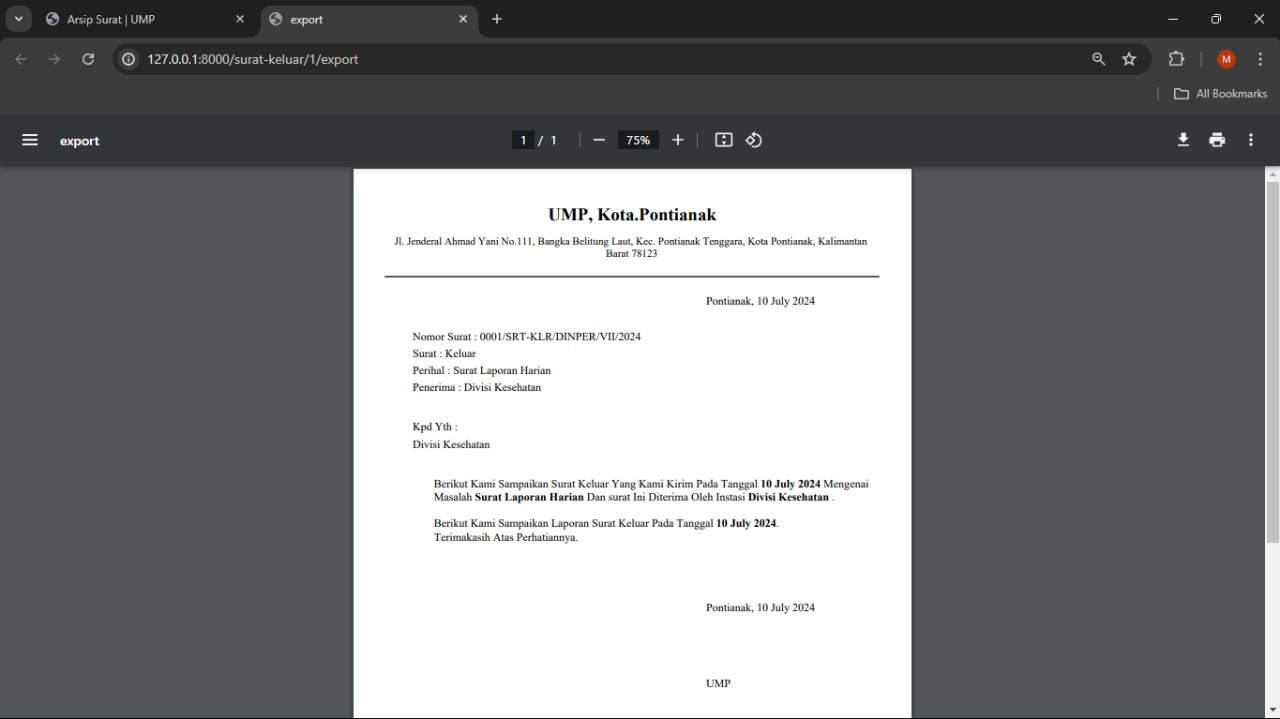 Arsip Surat | UMP
export
127.0.0.1:8000/surat-keluar/1/export
M
All Bookmarks
export
1 / 1
75%
UMP, Kota.Pontianak
Jl. Jenderal Ahmad Yani No.111, Bangka Belitung Laut, Kec. Pontianak Tenggara, Kota Pontianak, Kalimantan
Barat 78123
Pontianak, 10 July 2024
Nomor Surat : 0001/SRT-KLR/DINPER/VII/2024
Surat : Keluar
Perihal : Surat Laporan Harian
Penerima : Divisi Kesehatan
Kpd Yth :
Divisi Kesehatan
Berikut Kami Sampaikan Surat Keluar Yang Kami Kirim Pada Tanggal 10 July 2024 Mengenai
Masalah Surat Laporan Harian Dan surat Ini Diterima Oleh Instasi Divisi Kesehatan .
Berikut Kami Sampaikan Laporan Surat Keluar Pada Tanggal 10 July 2024.
Terimakasih Atas Perhatiannya.
Pontianak, 10 July 2024
UMP